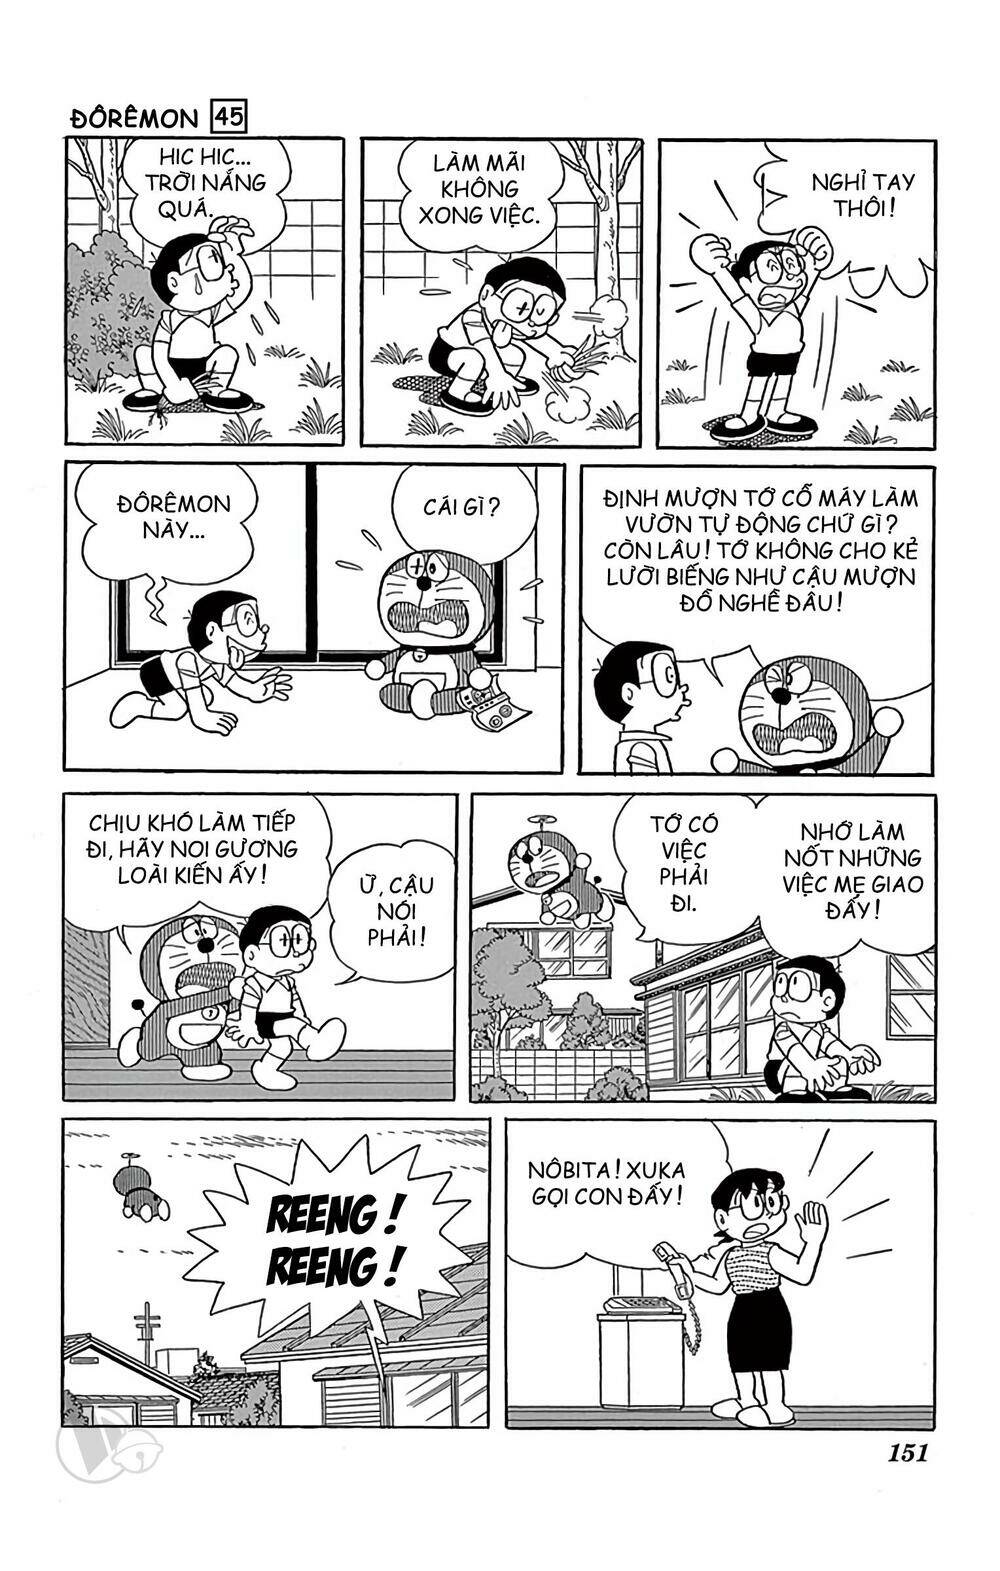 ĐÔRÊMON 45
HIC HIC...
TRỜI NẮNG
QUÁ.
LÀM MÃI
KHÔNG
XONG VIỆC.
NGHỈ TAY
THÔI!
ĐÔRÊMON
NÀY...
CÁI GÌ?
ĐỊNH MƯỢN TỚ CỖ MÁY LÀM
VƯỜN TỰ ĐỘNG CHỨ GÌ?
CÒN LÂU! TỚ KHÔNG CHO KẺ
LƯỜI BIẾNG NHƯ CẬU MƯỢN
ĐỒ NGHỀ ĐÂU!
CHỊU KHÓ LÀM TIẾP
ĐI, HÃY NOI GƯƠNG
LOÀI KIẾN ẤY!
Ừ, CẬU
NÓI
PHẢI!
TỚ CÓ
VIỆC
PHẢI
ĐI.
NHỚ LÀM
NỐT NHỮNG
VIỆC MẸ GIAO
ĐẤY!
REENG!
REENG!
NÔBITA! XUKA
GỌI CON ĐẤY!
151